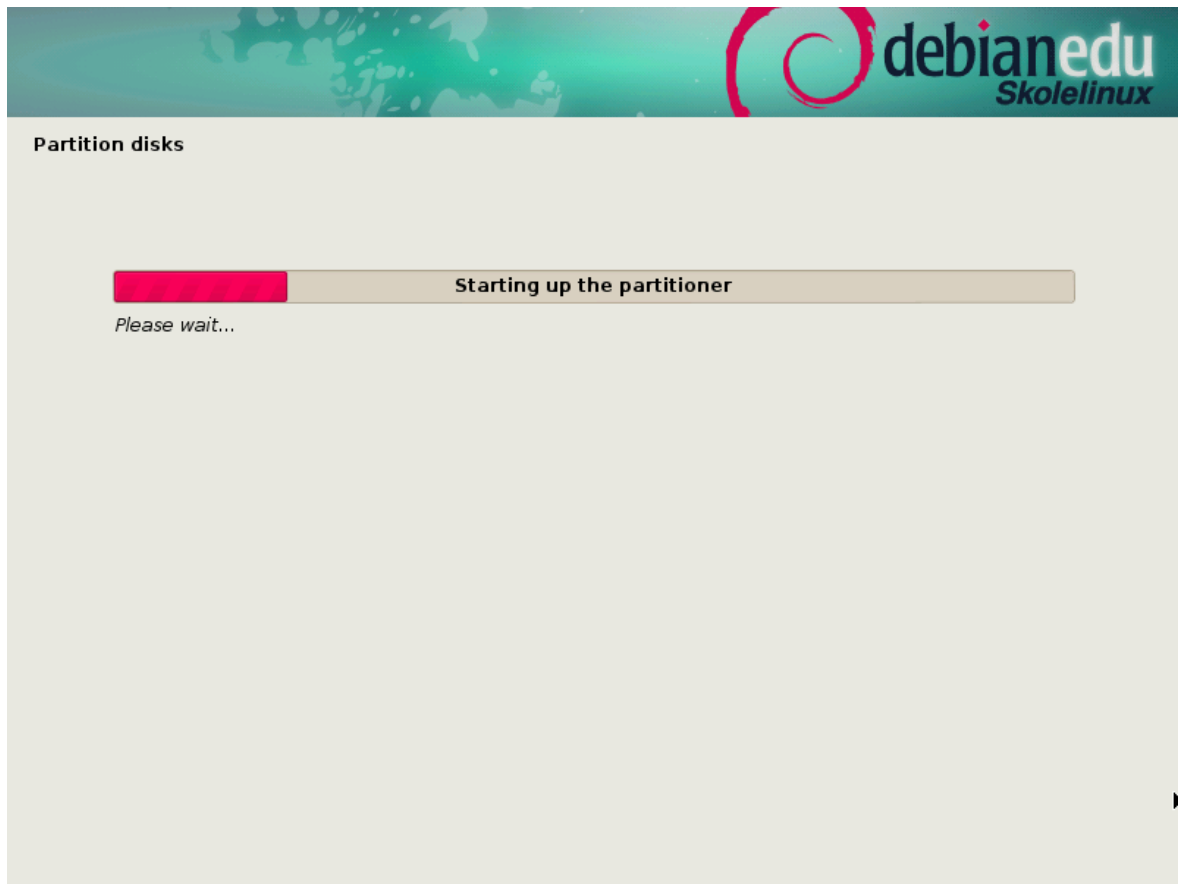 debianedu
Skolelinux
Partition disks
Starting up the partitioner
Please wait...